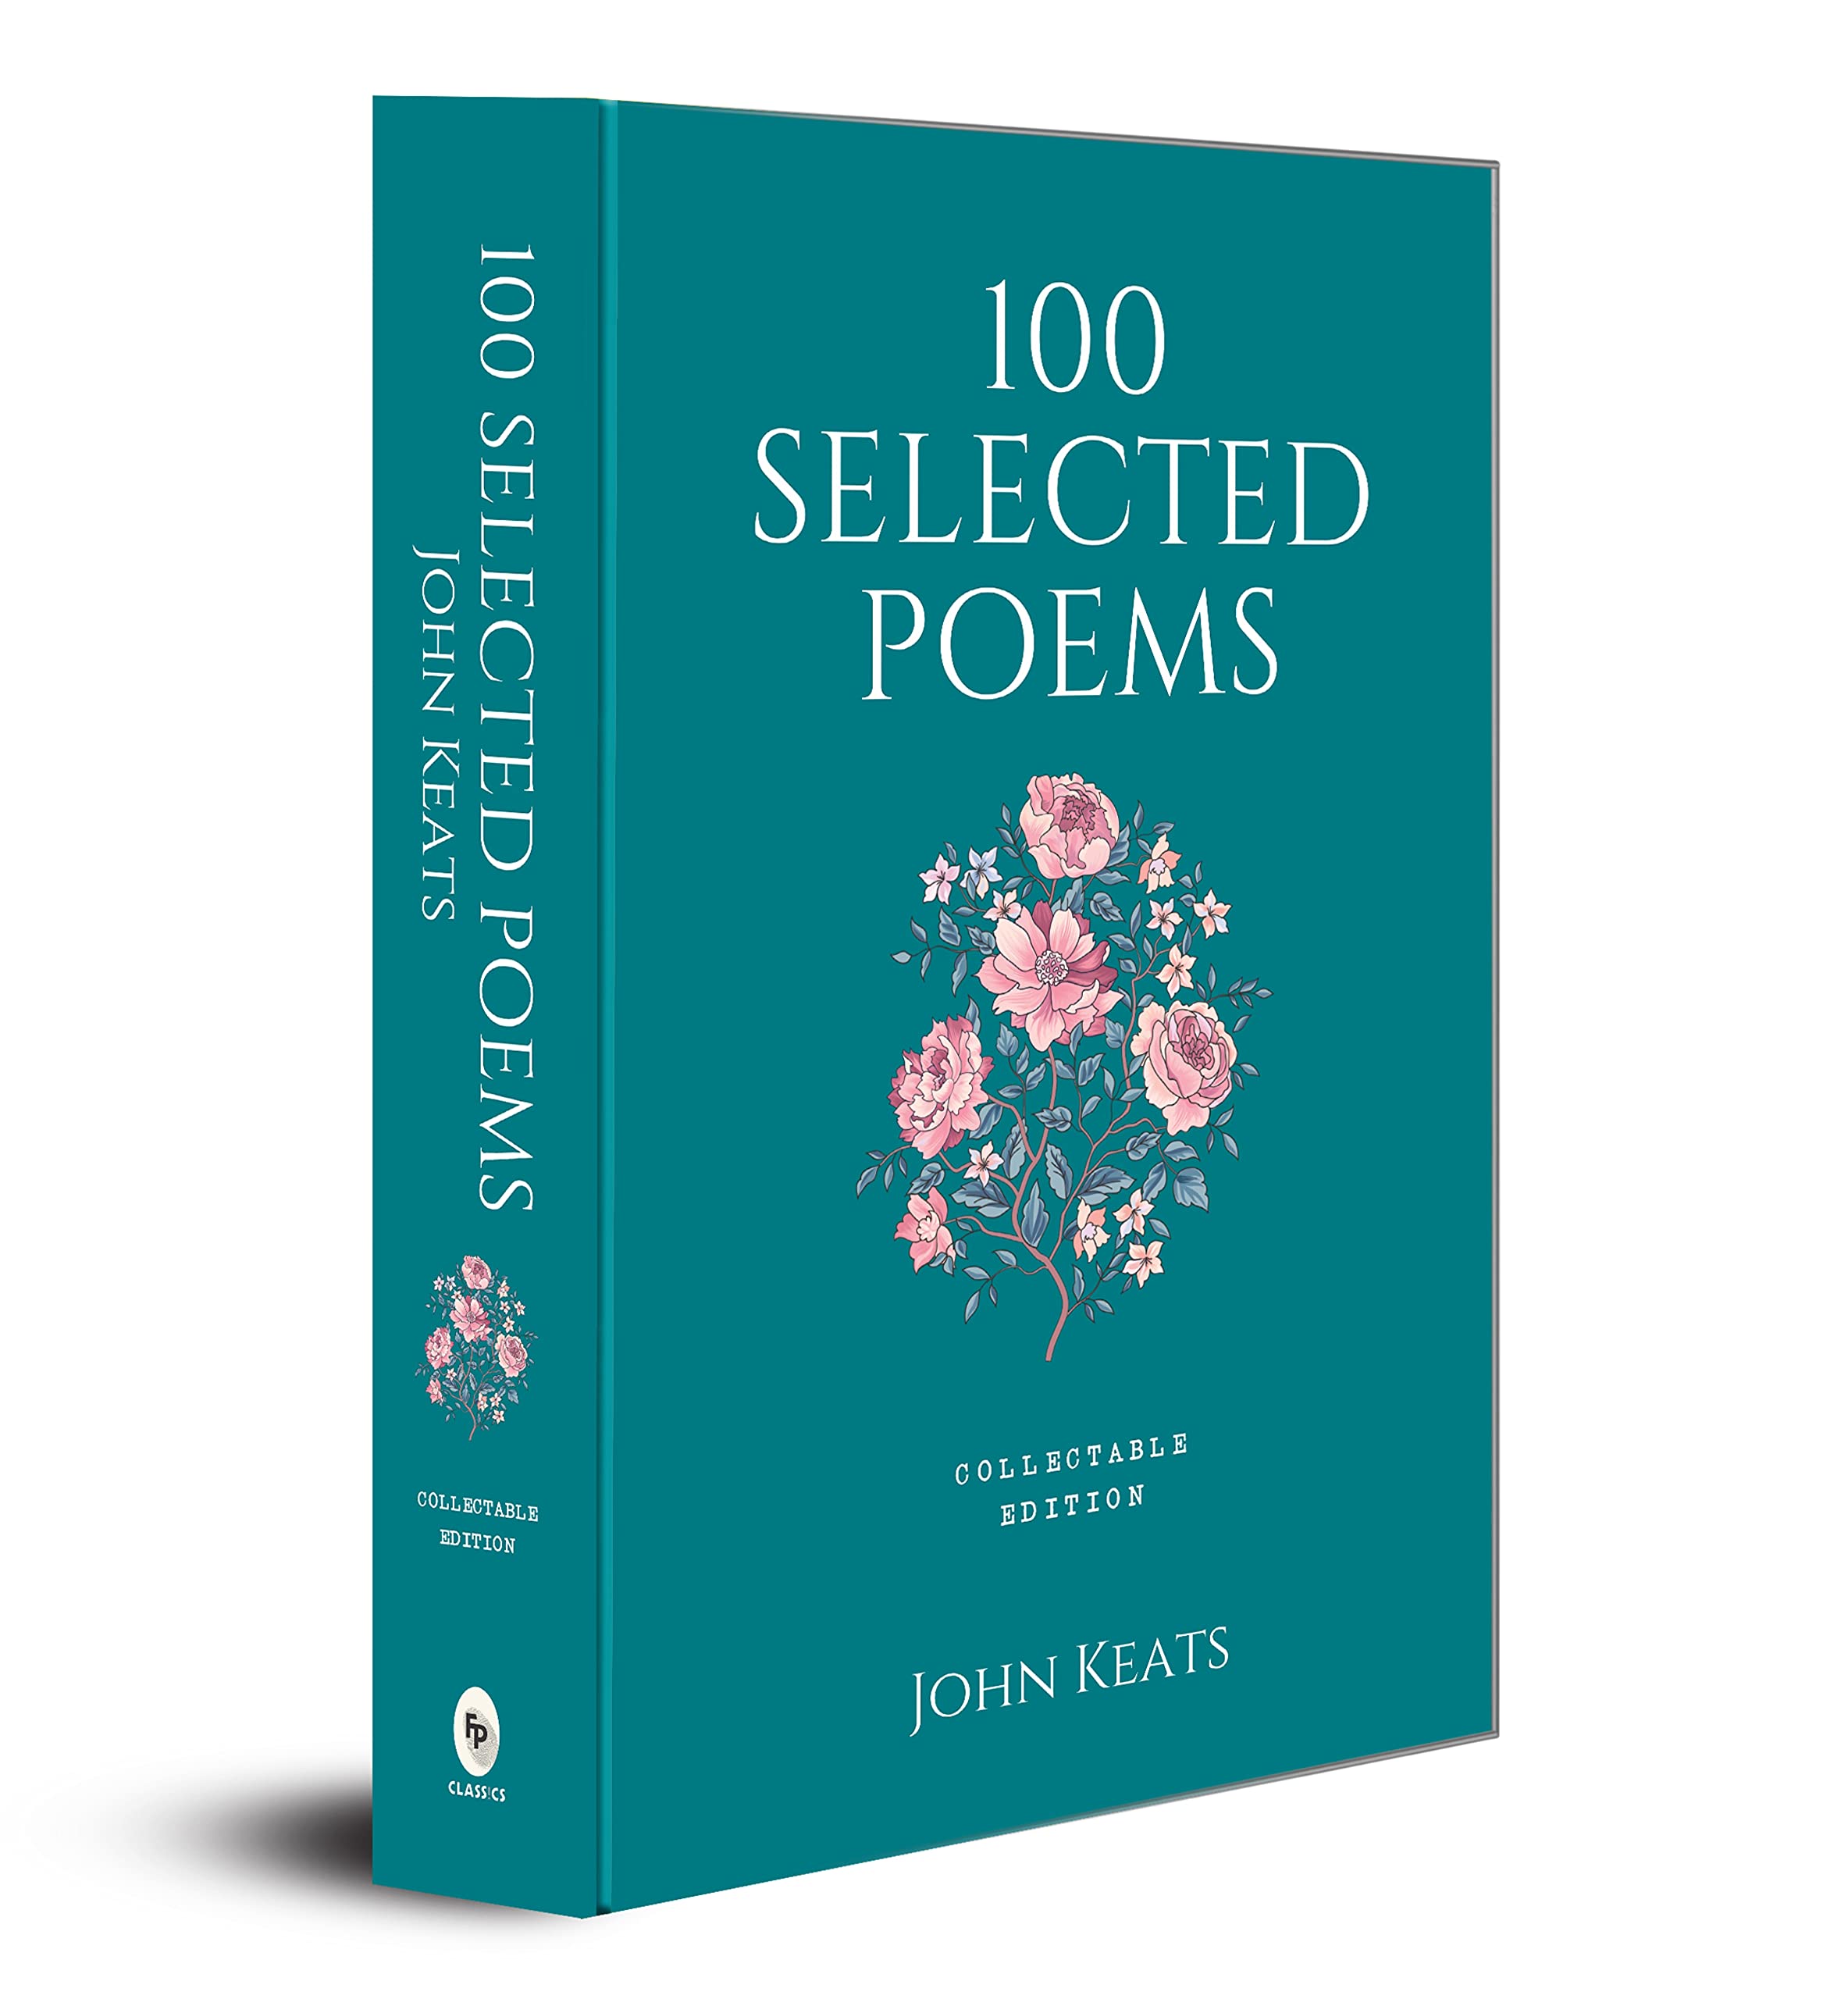 100 SELECTED POEMS
JOHN KEATS
COLLECTABLE
EDITION
FP
CLASSICS
100
SELECTED
POEMS
COLLECTABLE
EDITION
JOHN KEATS